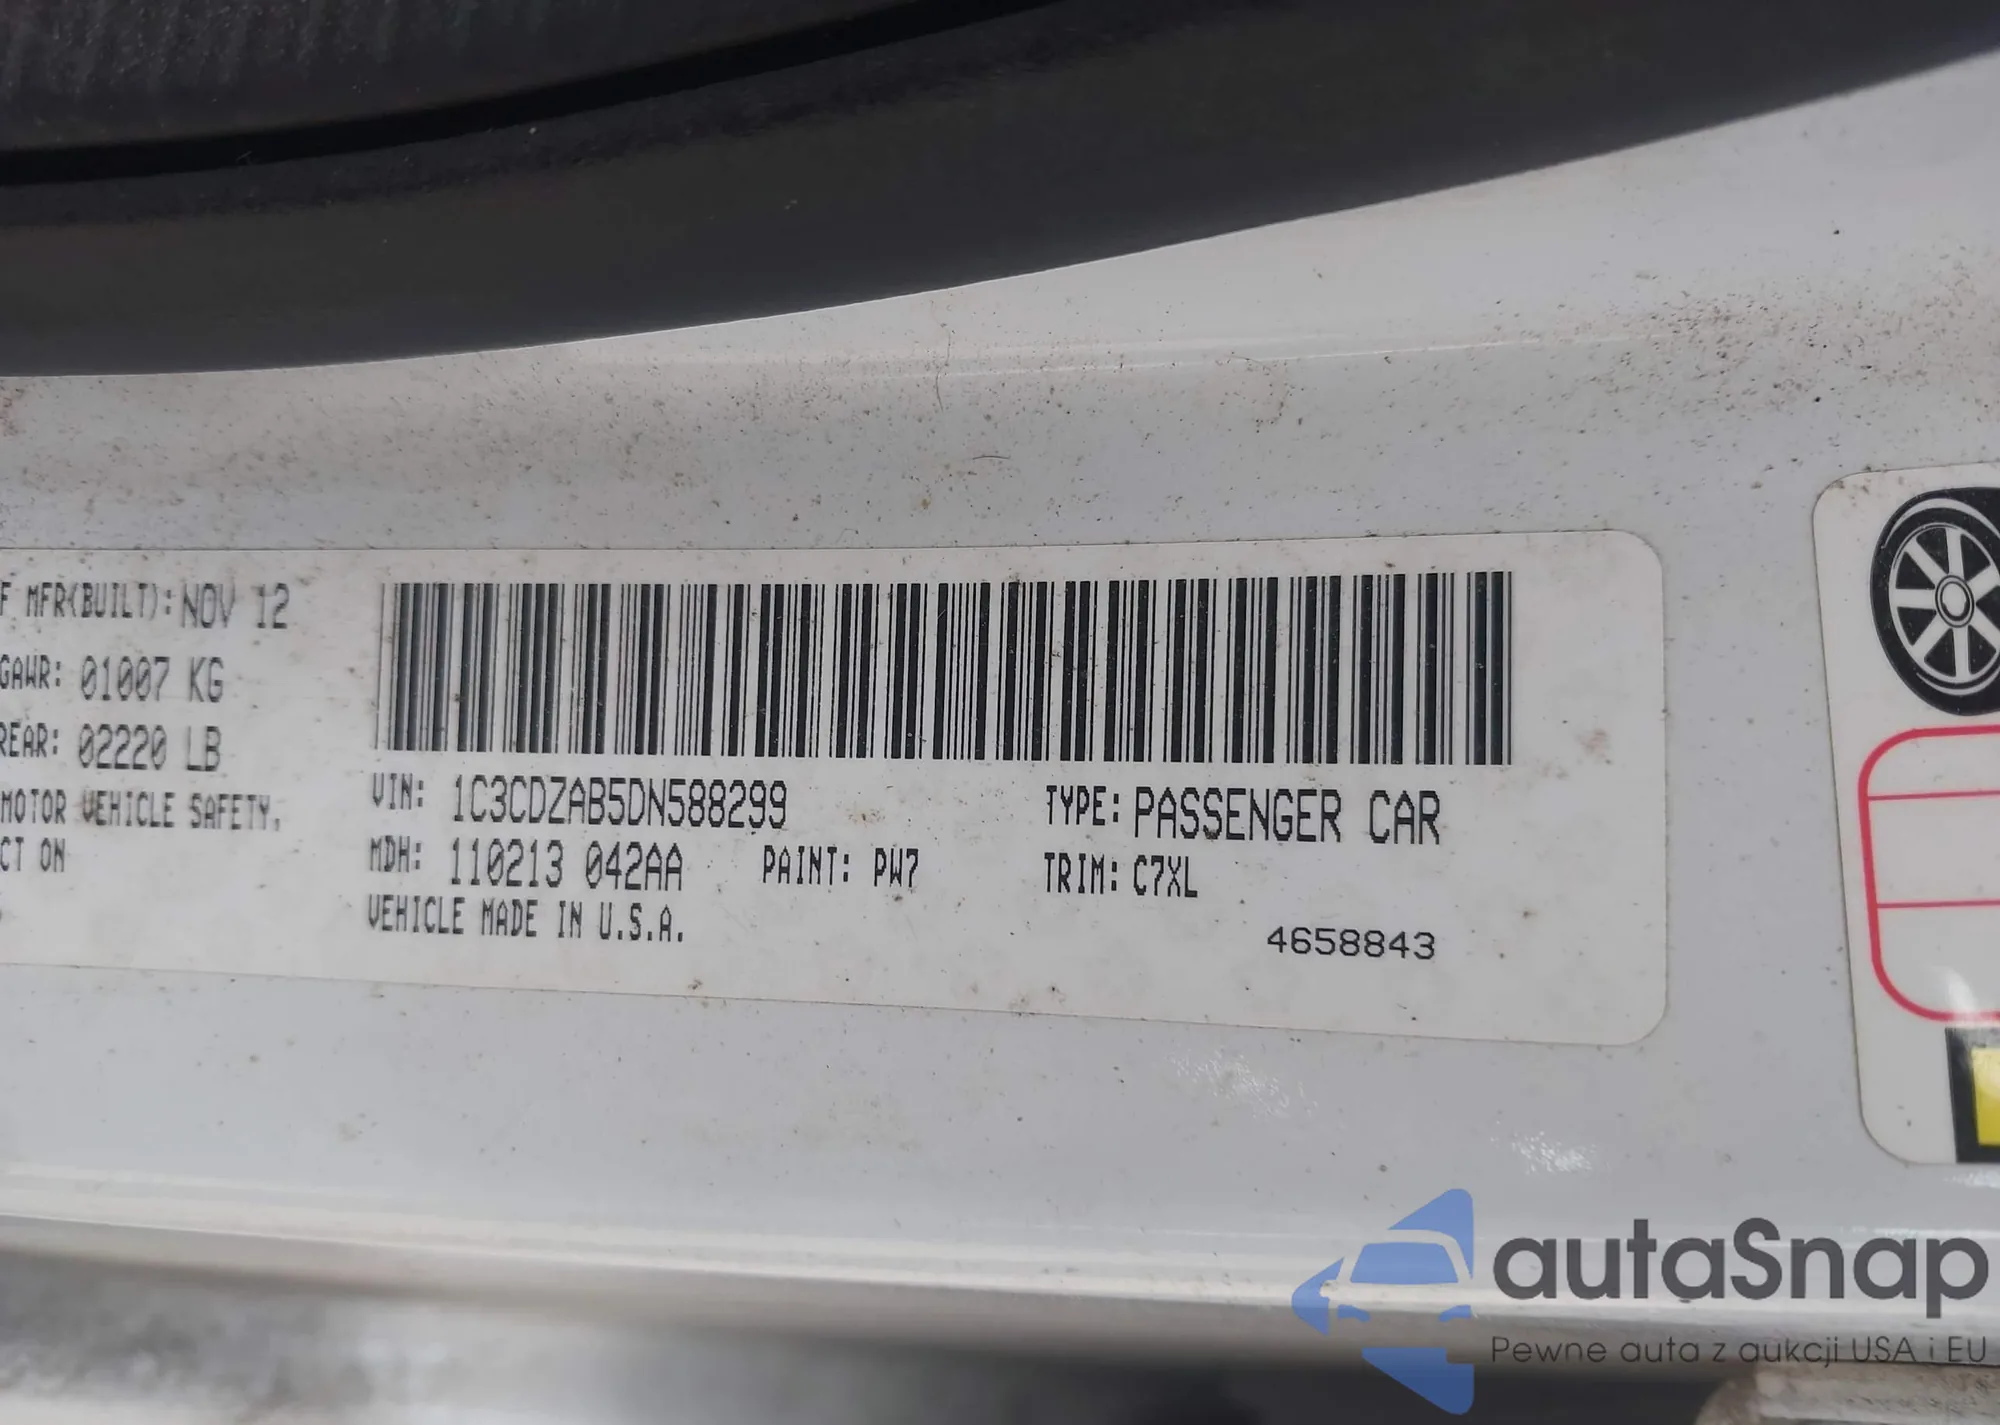 F MFR(BUILT): NOV 12
GAWR: 01007 KG
REAR: 02220 LB
MOTOR VEHICLE SAFETY,
CT ON
VIN: 1C3CDZAB5DN588299
TYPE: PASSENGER CAR
MDH: 110213 042AA
PAINT: PW7
TRIM: C7XL
VEHICLE MADE IN U.S.A.
4658843
autaSnap
Pewne auta z aukcji USA i EU